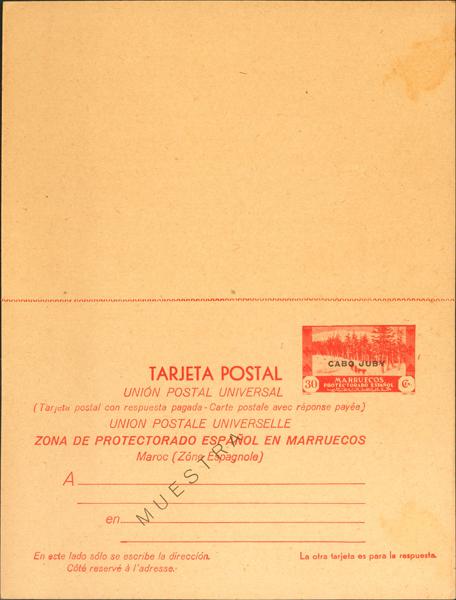 CABO JUBY
MARRUECOS
PROTECTORADO ESPAÑOL
30 Cts.
TARJETA POSTAL
UNIÓN POSTAL UNIVERSAL
(Tarjeta postal con respuesta pagada - Carte postale avec réponse payée)
UNION POSTALE UNIVERSELLE
ZONA DE PROTECTORADO ESPAÑOL EN MARRUECOS
Maroc (Zône Espagnole)
MUESTRA
A
en
En este lado sólo se escribe la dirección.
Côté reservé à l'adresse.-
La otra tarjeta es para la respuesta.